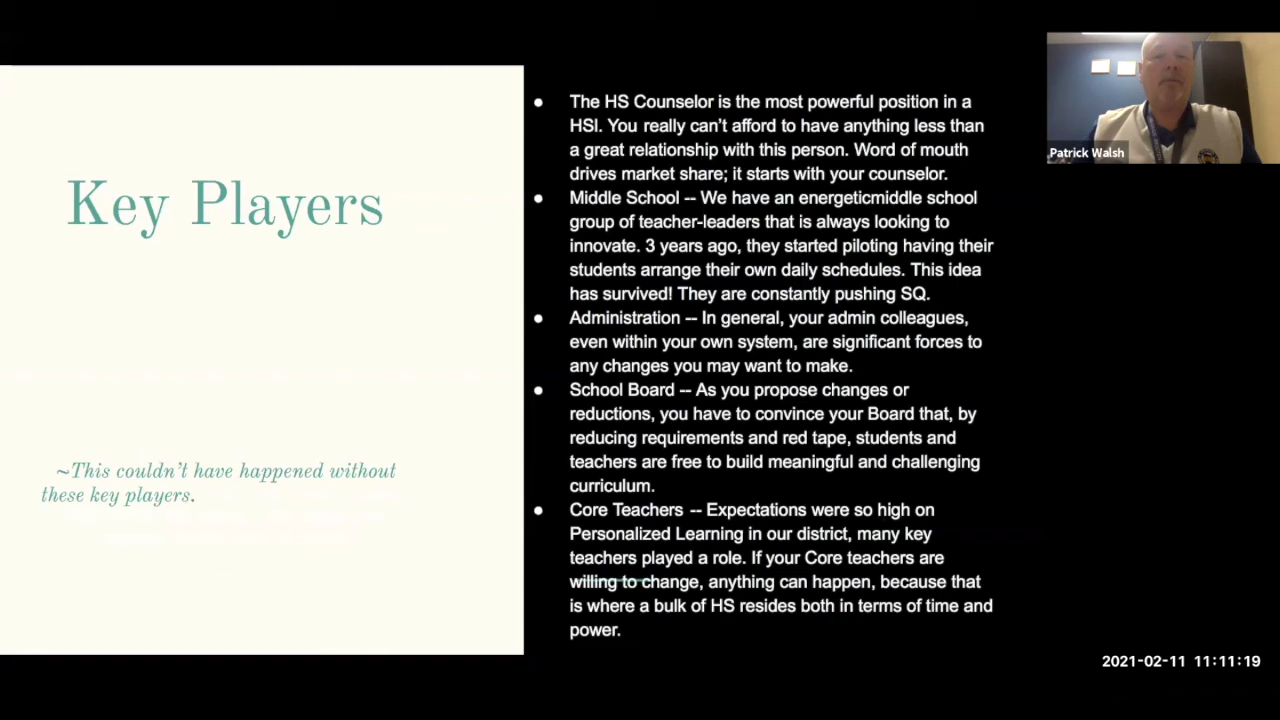 Key Players
~This couldn't have happened without
these key players.
● The HS Counselor is the most powerful position in a
HS!. You really can't afford to have anything less than
a great relationship with this person. Word of mouth
drives market share; it starts with your counselor.
● Middle School -- We have an energeticmiddle school
group of teacher-leaders that is always looking to
innovate. 3 years ago, they started piloting having their
students arrange their own daily schedules. This idea
has survived! They are constantly pushing SQ.
● Administration -- In general, your admin colleagues,
even within your own system, are significant forces to
any changes you may want to make.
● School Board -- As you propose changes or
reductions, you have to convince your Board that, by
reducing requirements and red tape, students and
teachers are free to build meaningful and challenging
curriculum.
● Core Teachers -- Expectations were so high on
Personalized Learning in our district, many key
teachers played a role. If your Core teachers are
willing to change, anything can happen, because that
is where a bulk of HS resides both in terms of time and
power.
Patrick Walsh
2021-02-11 11:11:19